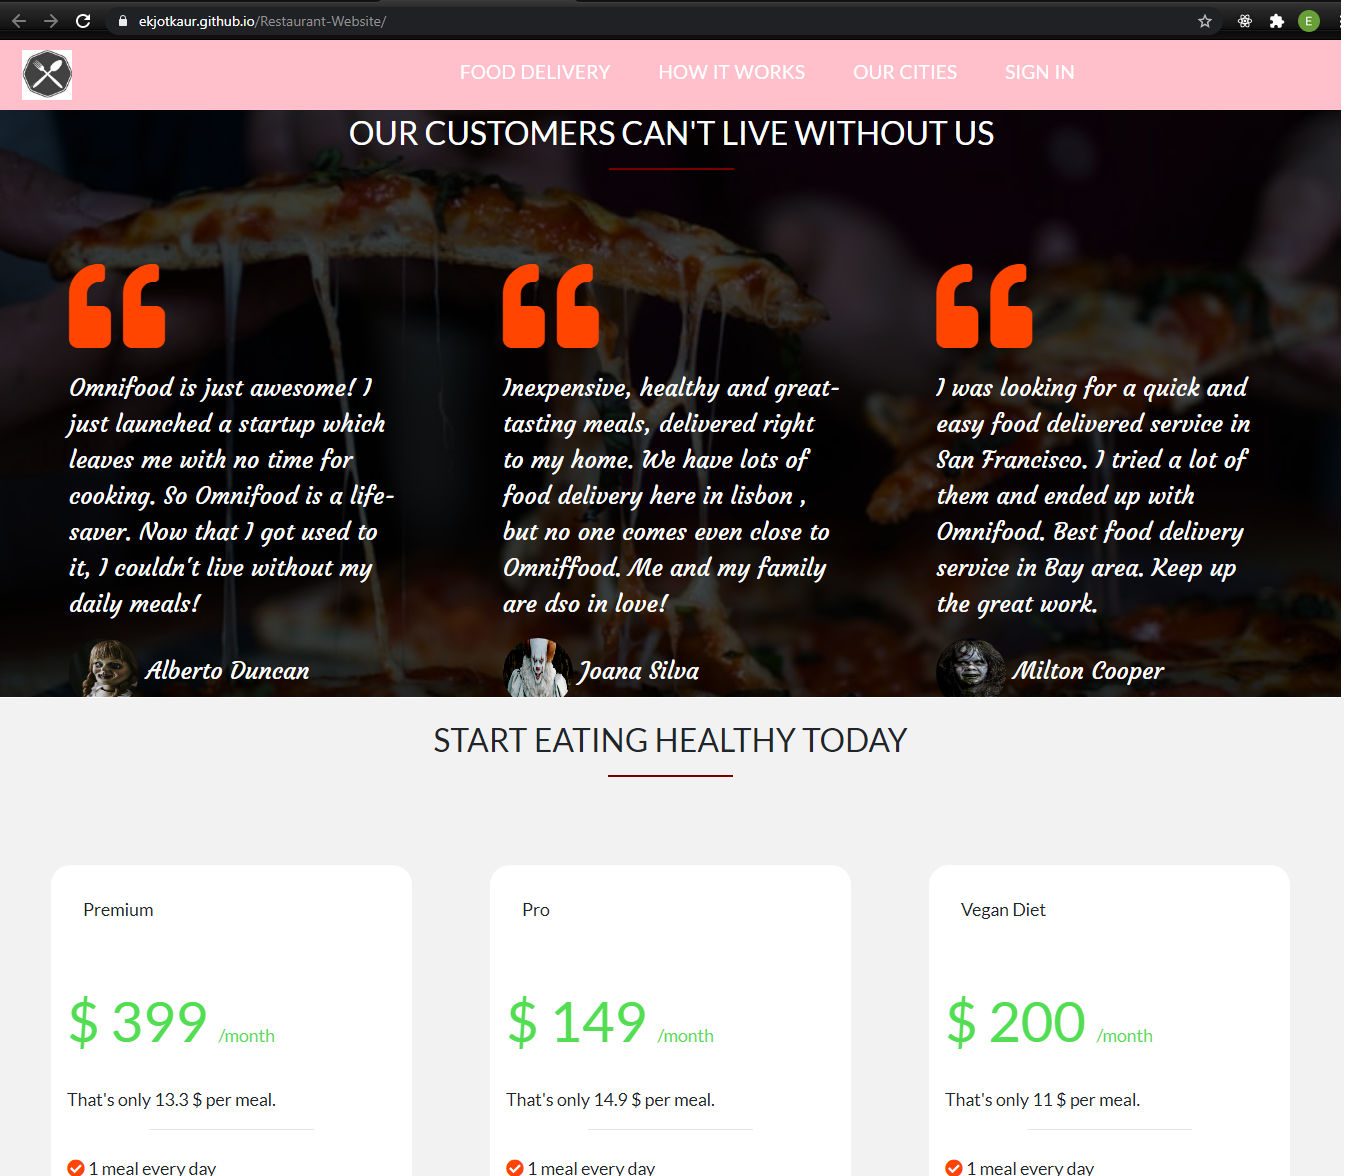 ekjotkaur.github.io/Restaurant-Website/
E
FOOD DELIVERY HOW IT WORKS OUR CITIES SIGN IN
OUR CUSTOMERS CAN'T LIVE WITHOUT US
Omnifood is just awesome! I
just launched a startup which
leaves me with no time for
cooking. So Omnifood is a life-
saver. Now that I got used to
it, I couldn't live without my
daily meals!
Alberto Duncan
Inexpensive, healthy and great-
tasting meals, delivered right
to my home. We have lots of
food delivery here in lisbon ,
but no one comes even close to
Omniffood. Me and my family
are dso in love!
Joana Silva
I was looking for a quick and
easy food delivered service in
San Francisco. I tried a lot of
them and ended up with
Omnifood. Best food delivery
service in Bay area. Keep up
the great work.
Milton Cooper
START EATING HEALTHY TODAY
Premium
$ 399 /month
That's only 13.3 $ per meal.
1 meal every day
Pro
$ 149 /month
That's only 14.9 $ per meal.
1 meal every day
Vegan Diet
$ 200 /month
That's only 11 $ per meal.
1 meal every day